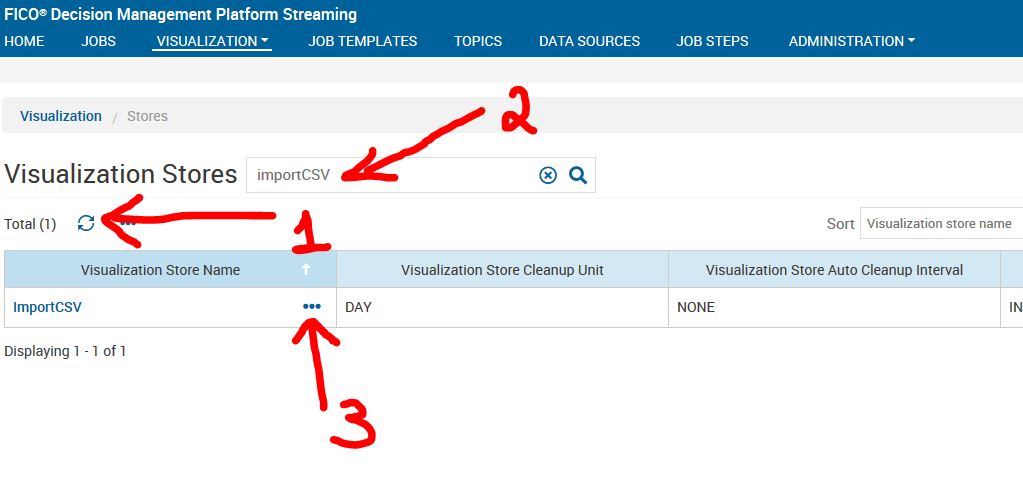 FICO® Decision Management Platform Streaming
HOME JOBS VISUALIZATION JOB TEMPLATES TOPICS DATA SOURCES JOB STEPS ADMINISTRATION
Visualization / Stores
2
Visualization Stores importCSV
Total (1) Sort Visualization store name
1
Visualization Store Name Visualization Store Cleanup Unit Visualization Store Auto Cleanup Interval
ImportCSV DAY NONE IN
Displaying 1 - 1 of 1
3